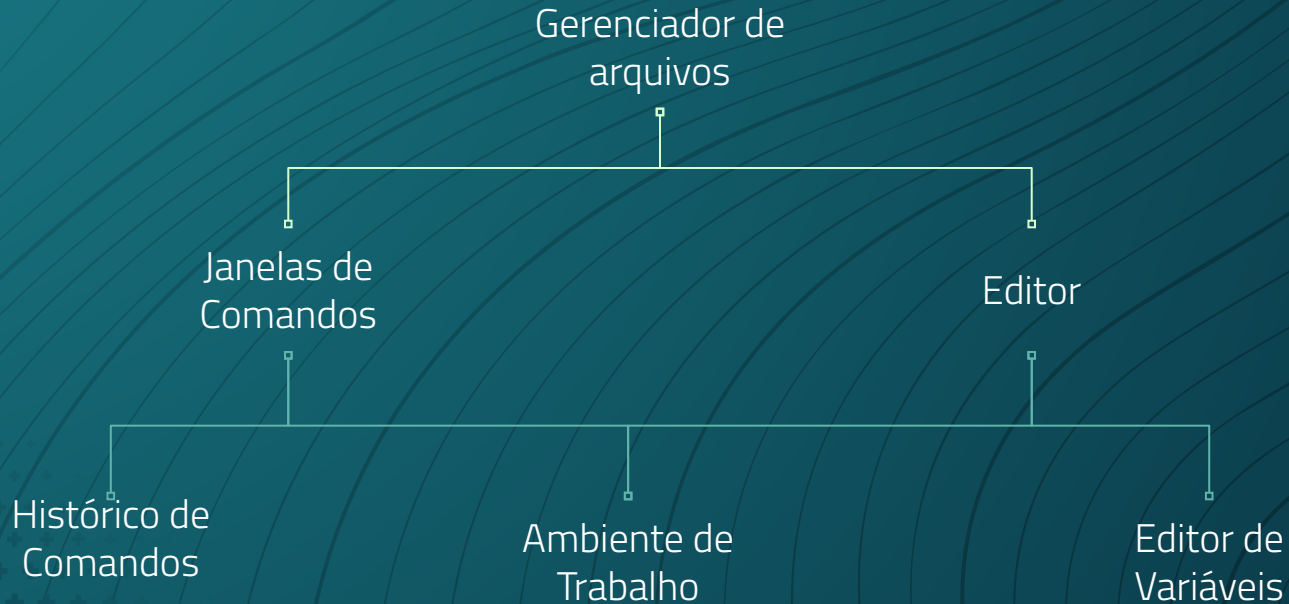 Gerenciador de
arquivos
Janelas de
Comandos
Editor
Histórico de
Comandos
Ambiente de
Trabalho
Editor de
Variáveis